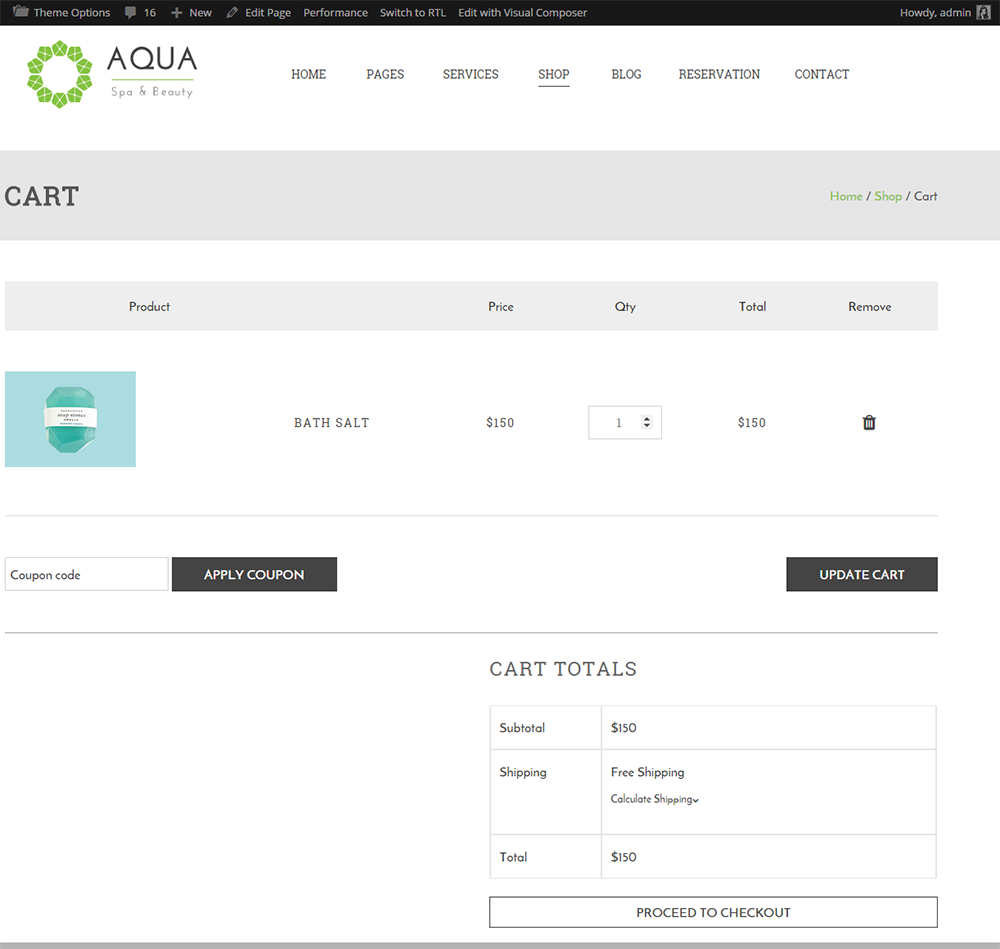 Theme Options 16 New Edit Page Performance Switch to RTL Edit with Visual Composer Howdy, admin
AQUA
Spa & Beauty
HOME PAGES SERVICES SHOP BLOG RESERVATION CONTACT
CART
Home / Shop / Cart
Product Price Qty Total Remove
soap stones
BATH SALT $150 1 $150
Coupon code APPLY COUPON UPDATE CART
CART TOTALS
Subtotal $150
Shipping Free Shipping
Calculate Shipping
Total $150
PROCEED TO CHECKOUT